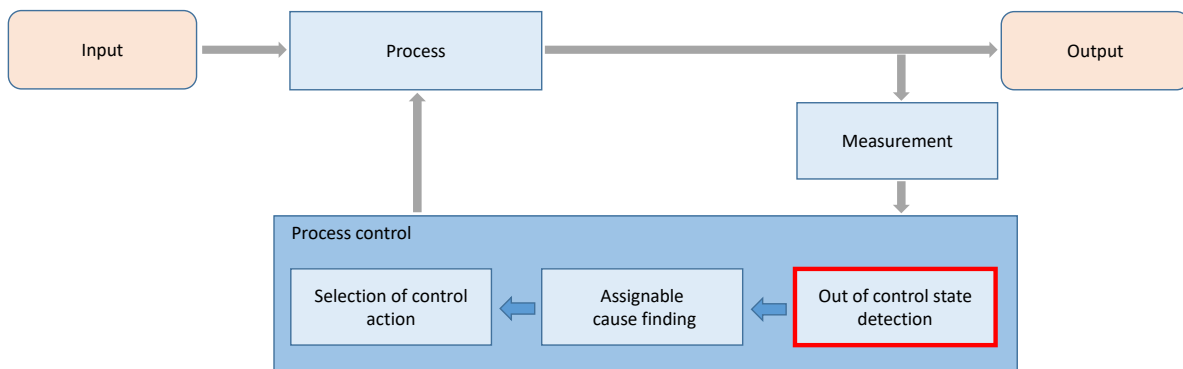 Input
Process
Output
Measurement
Process control
Selection of control
action
Assignable
cause finding
Out of control state
detection